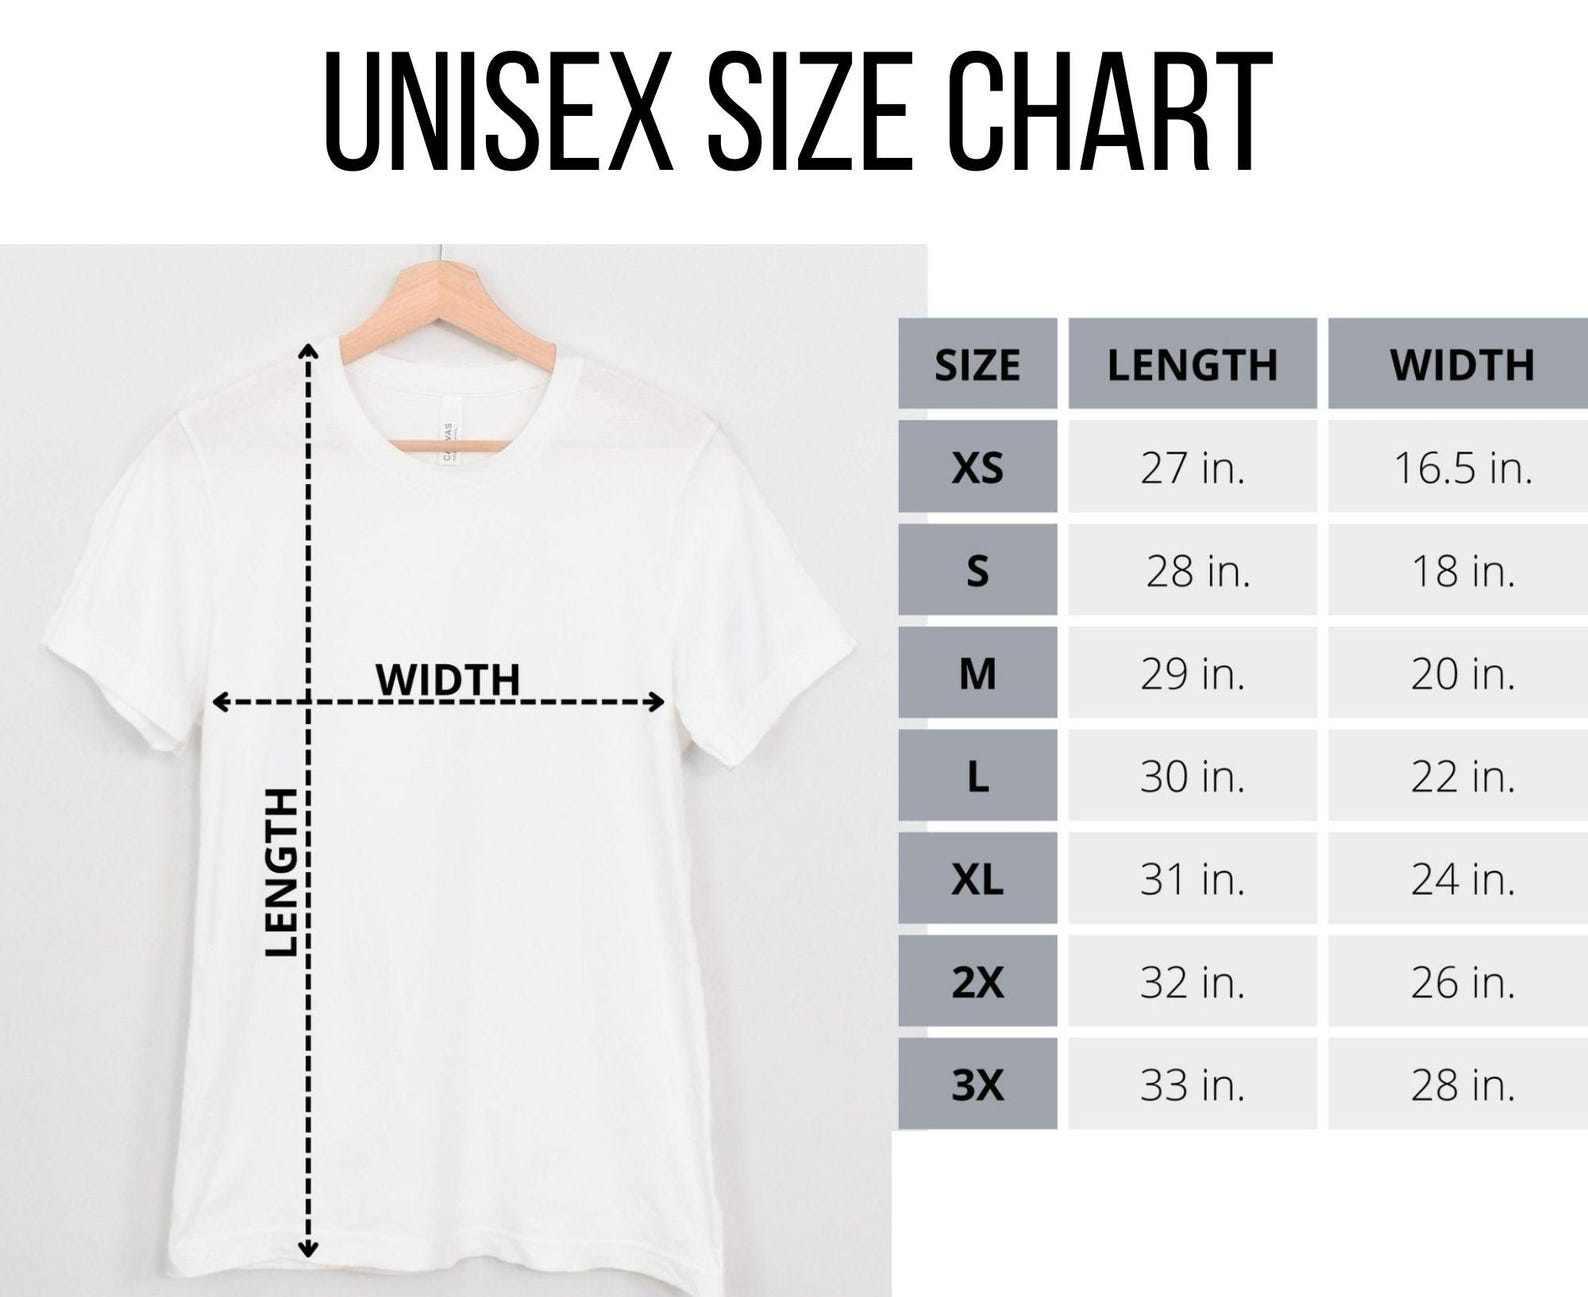 UNISEX SIZE CHART
WIDTH
LENGTH
SIZE LENGTH WIDTH
XS 27 in. 16.5 in.
S 28 in. 18 in.
M 29 in. 20 in.
L 30 in. 22 in.
XL 31 in. 24 in.
2X 32 in. 26 in.
3X 33 in. 28 in.